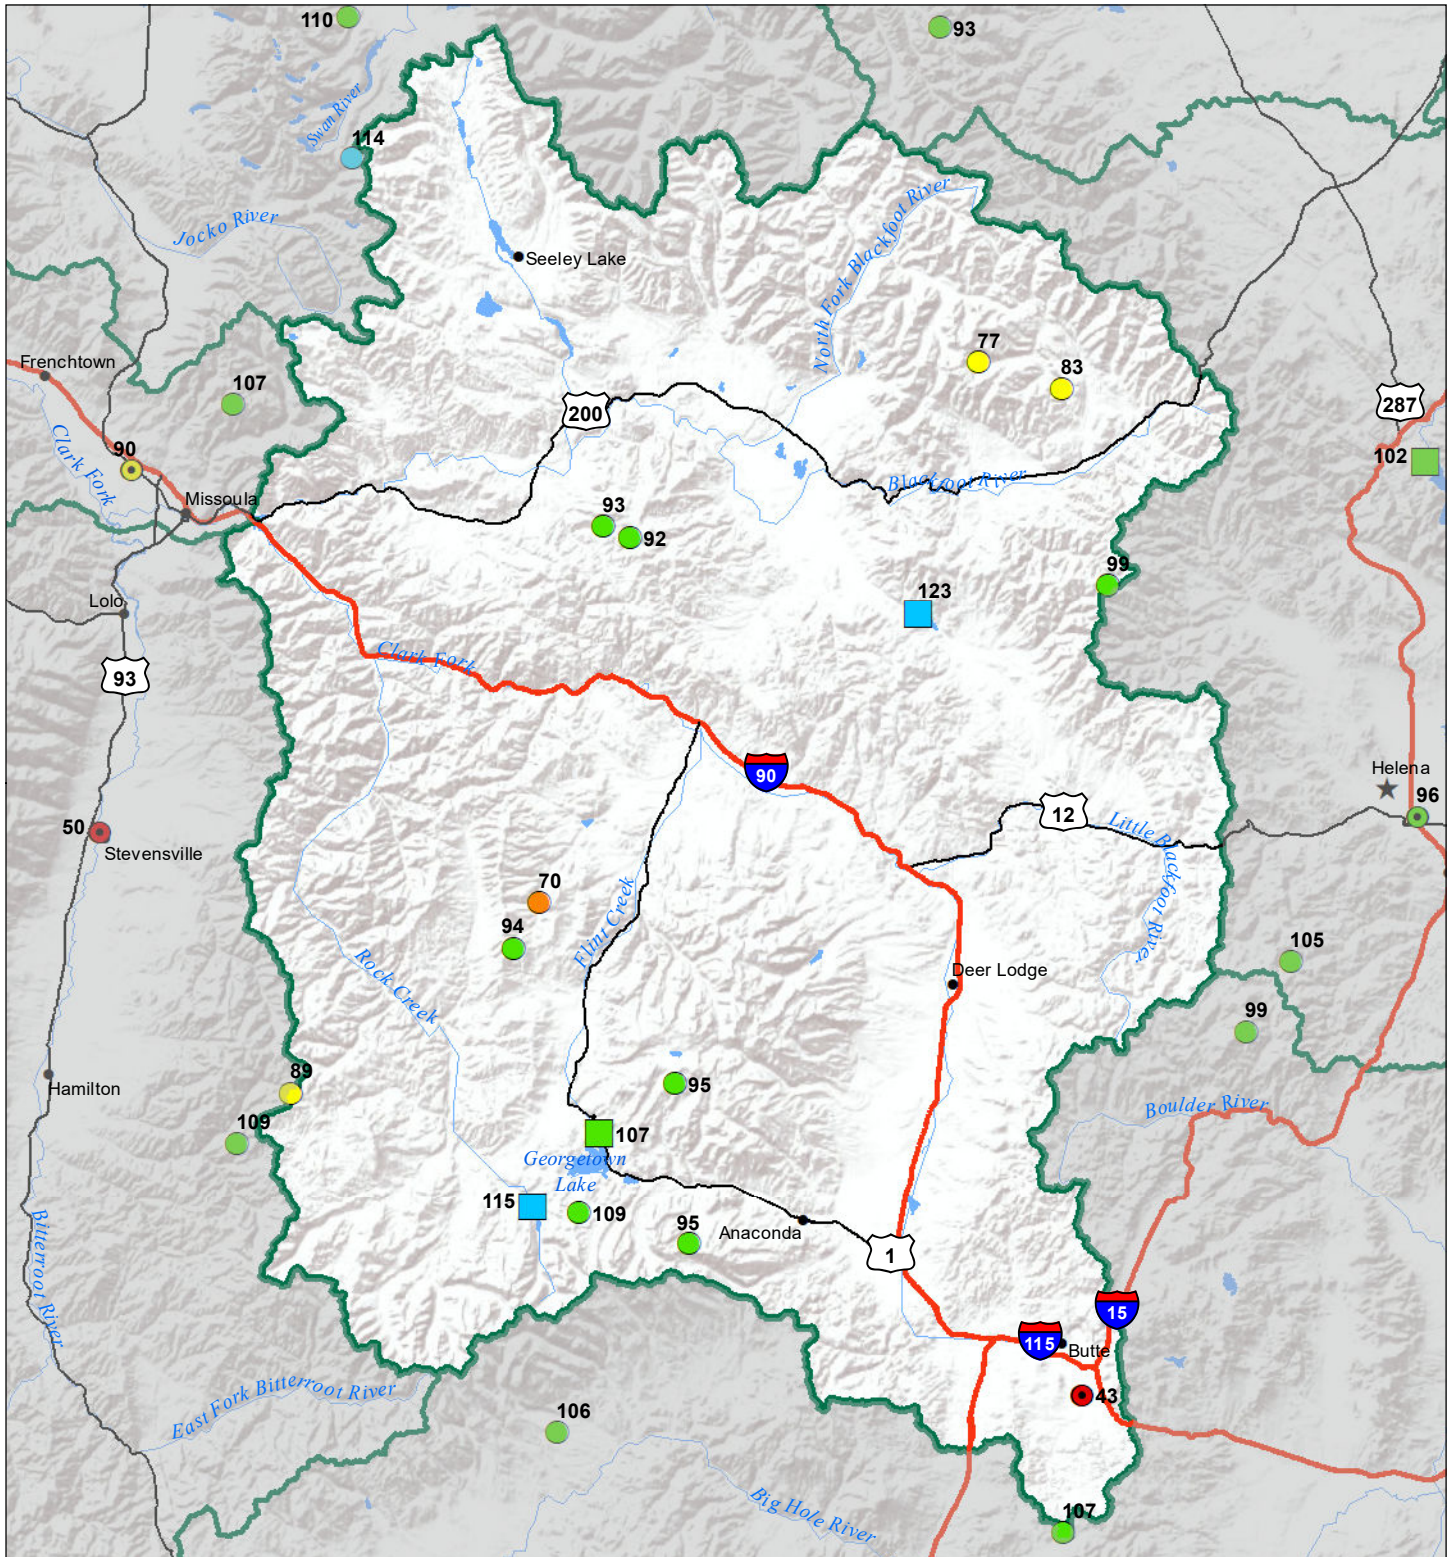 110
93
Swan River
114
Jocko River
North Fork Blackfoot River
Seeley Lake
Frenchtown
107
77
83
200
287
90
Clark Fork
102
Missoula
Blackfoot River
93
92
99
123
Lolo
93
Clark Fork
90
Helena
96
12
Little Blackfoot River
50
Stevensville
70
Flint Creek
94
Rock Creek
Deer Lodge
105
99
89
Hamilton
95
Boulder River
109
107
Georgetown
Lake
115
109
95
Anaconda
1
Bitterroot River
15
115
Butte
43
East Fork Bitterroot River
106
Big Hole River
107